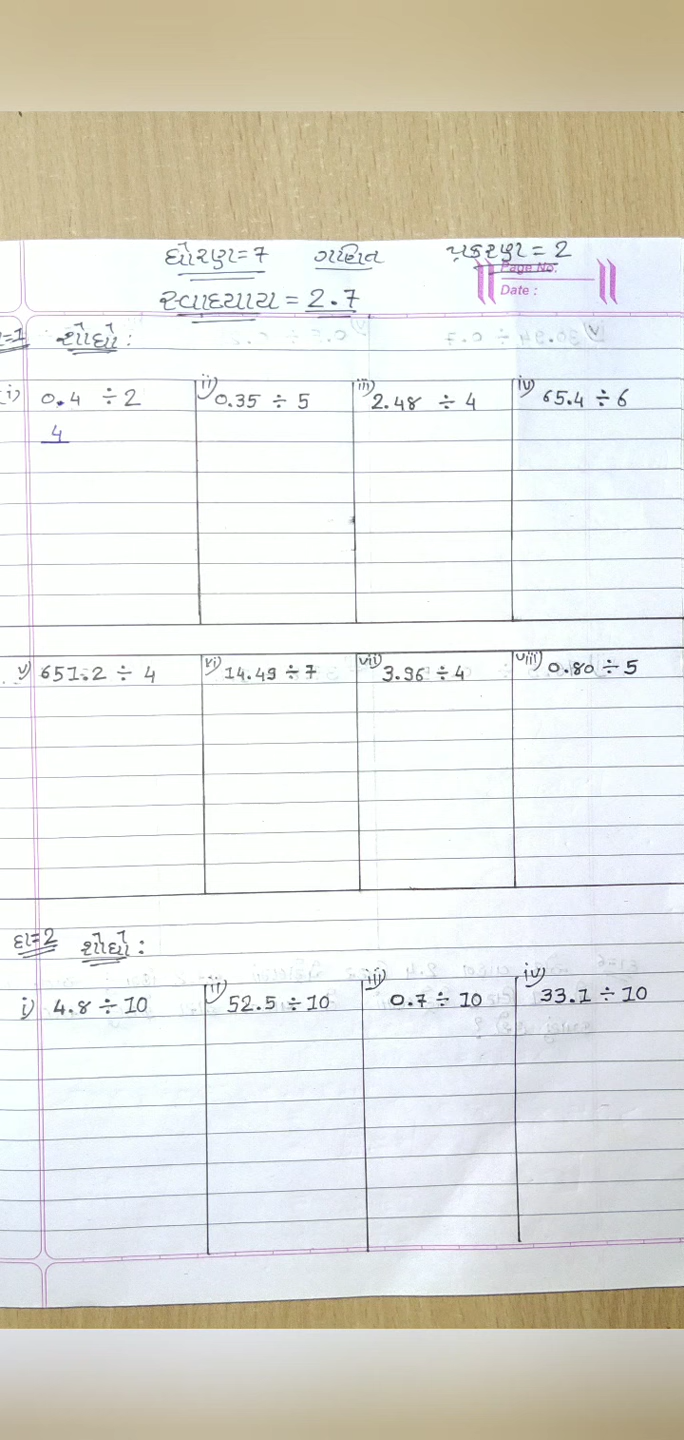 ધોરણ=7 ગણિત પ્રકરણ = 2
Page No.
સ્વાધ્યાય = 2.7
Date :
=1 શોધો :
i) 0.4 ÷ 2 ii) 0.35 ÷ 5 iii) 2.48 ÷ 4 iv) 65.4 ÷ 6
4
v) 651.2 ÷ 4 vi) 14.49 ÷ 7 vii) 3.96 ÷ 4 viii) 0.80 ÷ 5
દા=2 શોધો :
i) 4.8 ÷ 10 ii) 52.5 ÷ 10 iii) 0.7 ÷ 10 iv) 33.1 ÷ 10